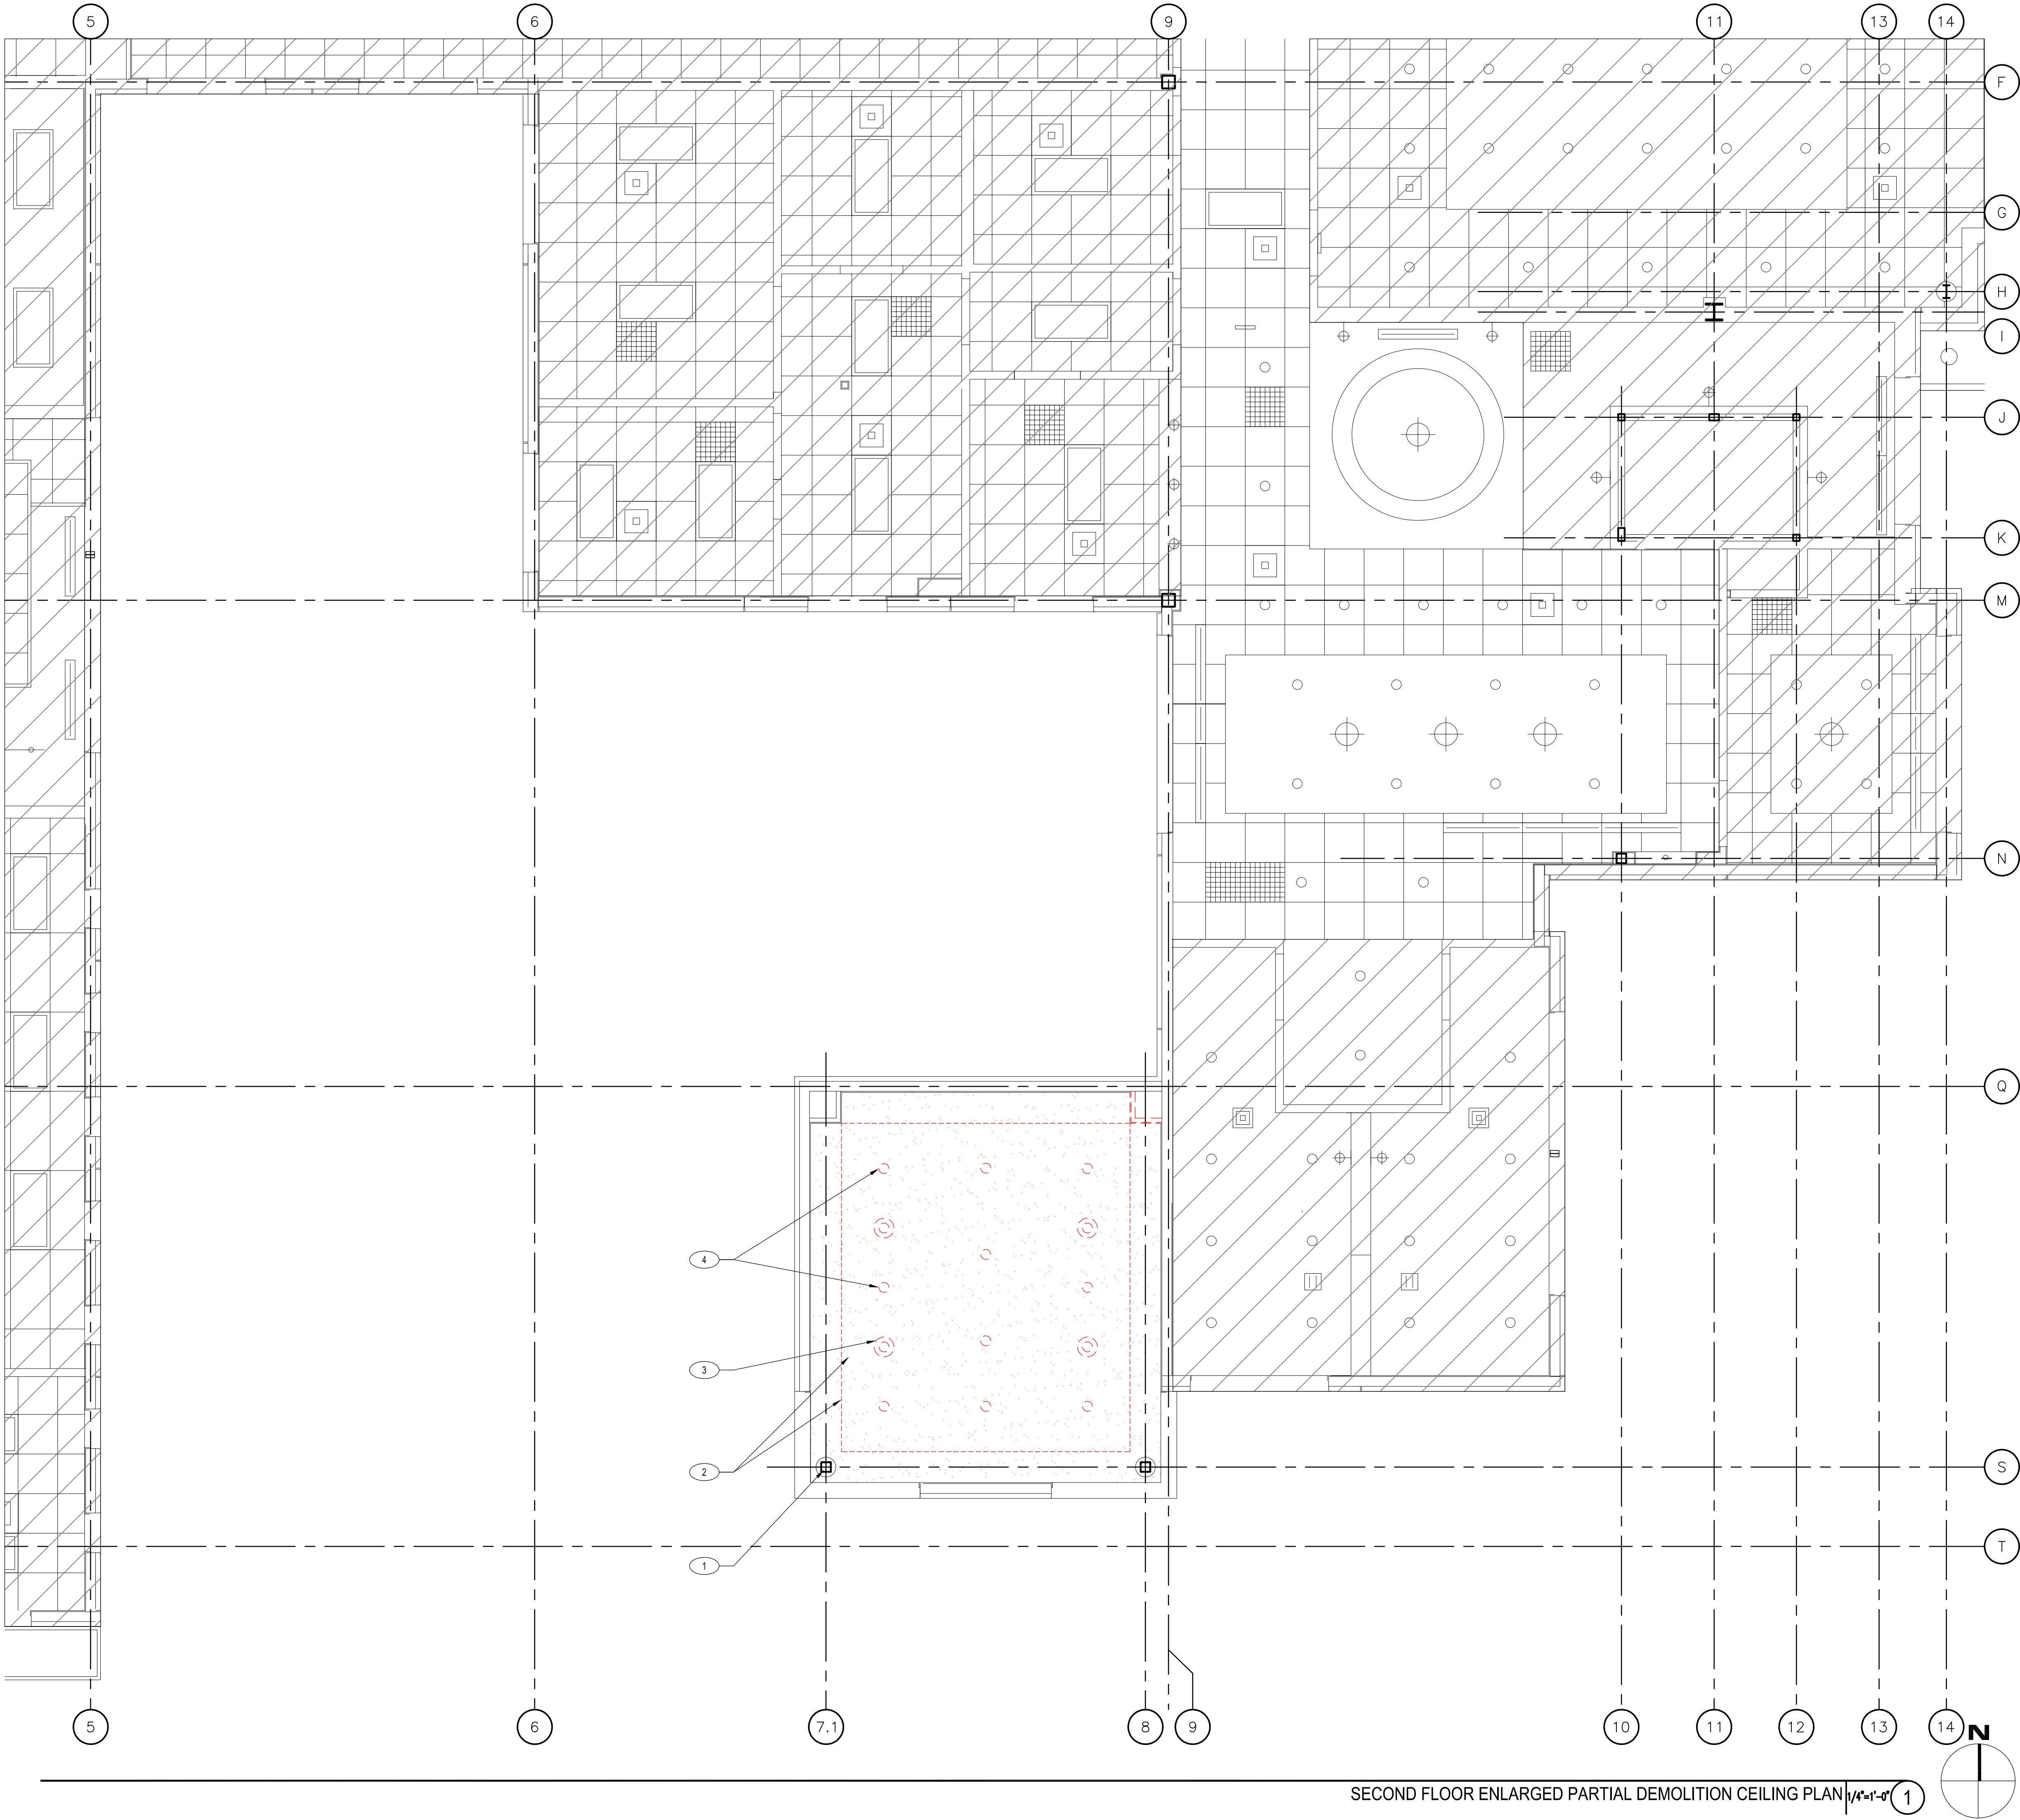 5 6 9 11 13 14
F
G
H
I
J
K
M
N
Q
4
3
2
S
1
T
5 6 7.1 8 9 10 11 12 13 14
N
SECOND FLOOR ENLARGED PARTIAL DEMOLITION CEILING PLAN 1/4"=1'-0" 1